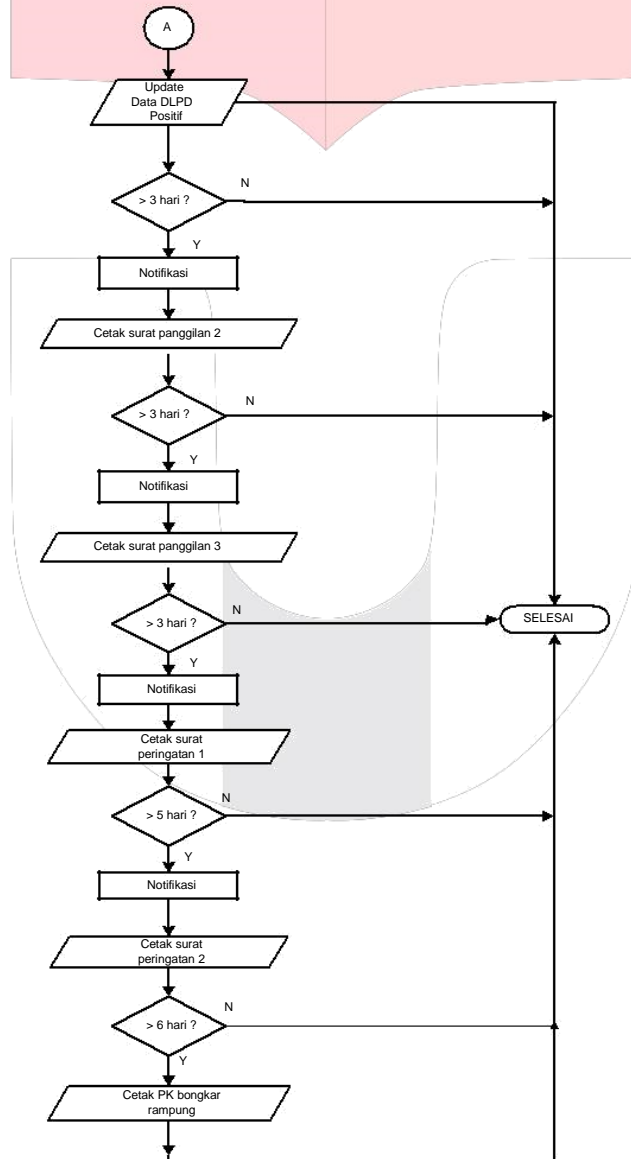 A
Update
Data DLPD
Positif
> 3 hari ?
N
Y
Notifikasi
Cetak surat panggilan 2
> 3 hari ?
N
Y
Notifikasi
Cetak surat panggilan 3
> 3 hari ?
N
SELESAI
Y
Notifikasi
Cetak surat
peringatan 1
> 5 hari ?
N
Y
Notifikasi
Cetak surat
peringatan 2
> 6 hari ?
N
Y
Cetak PK bongkar
rampung